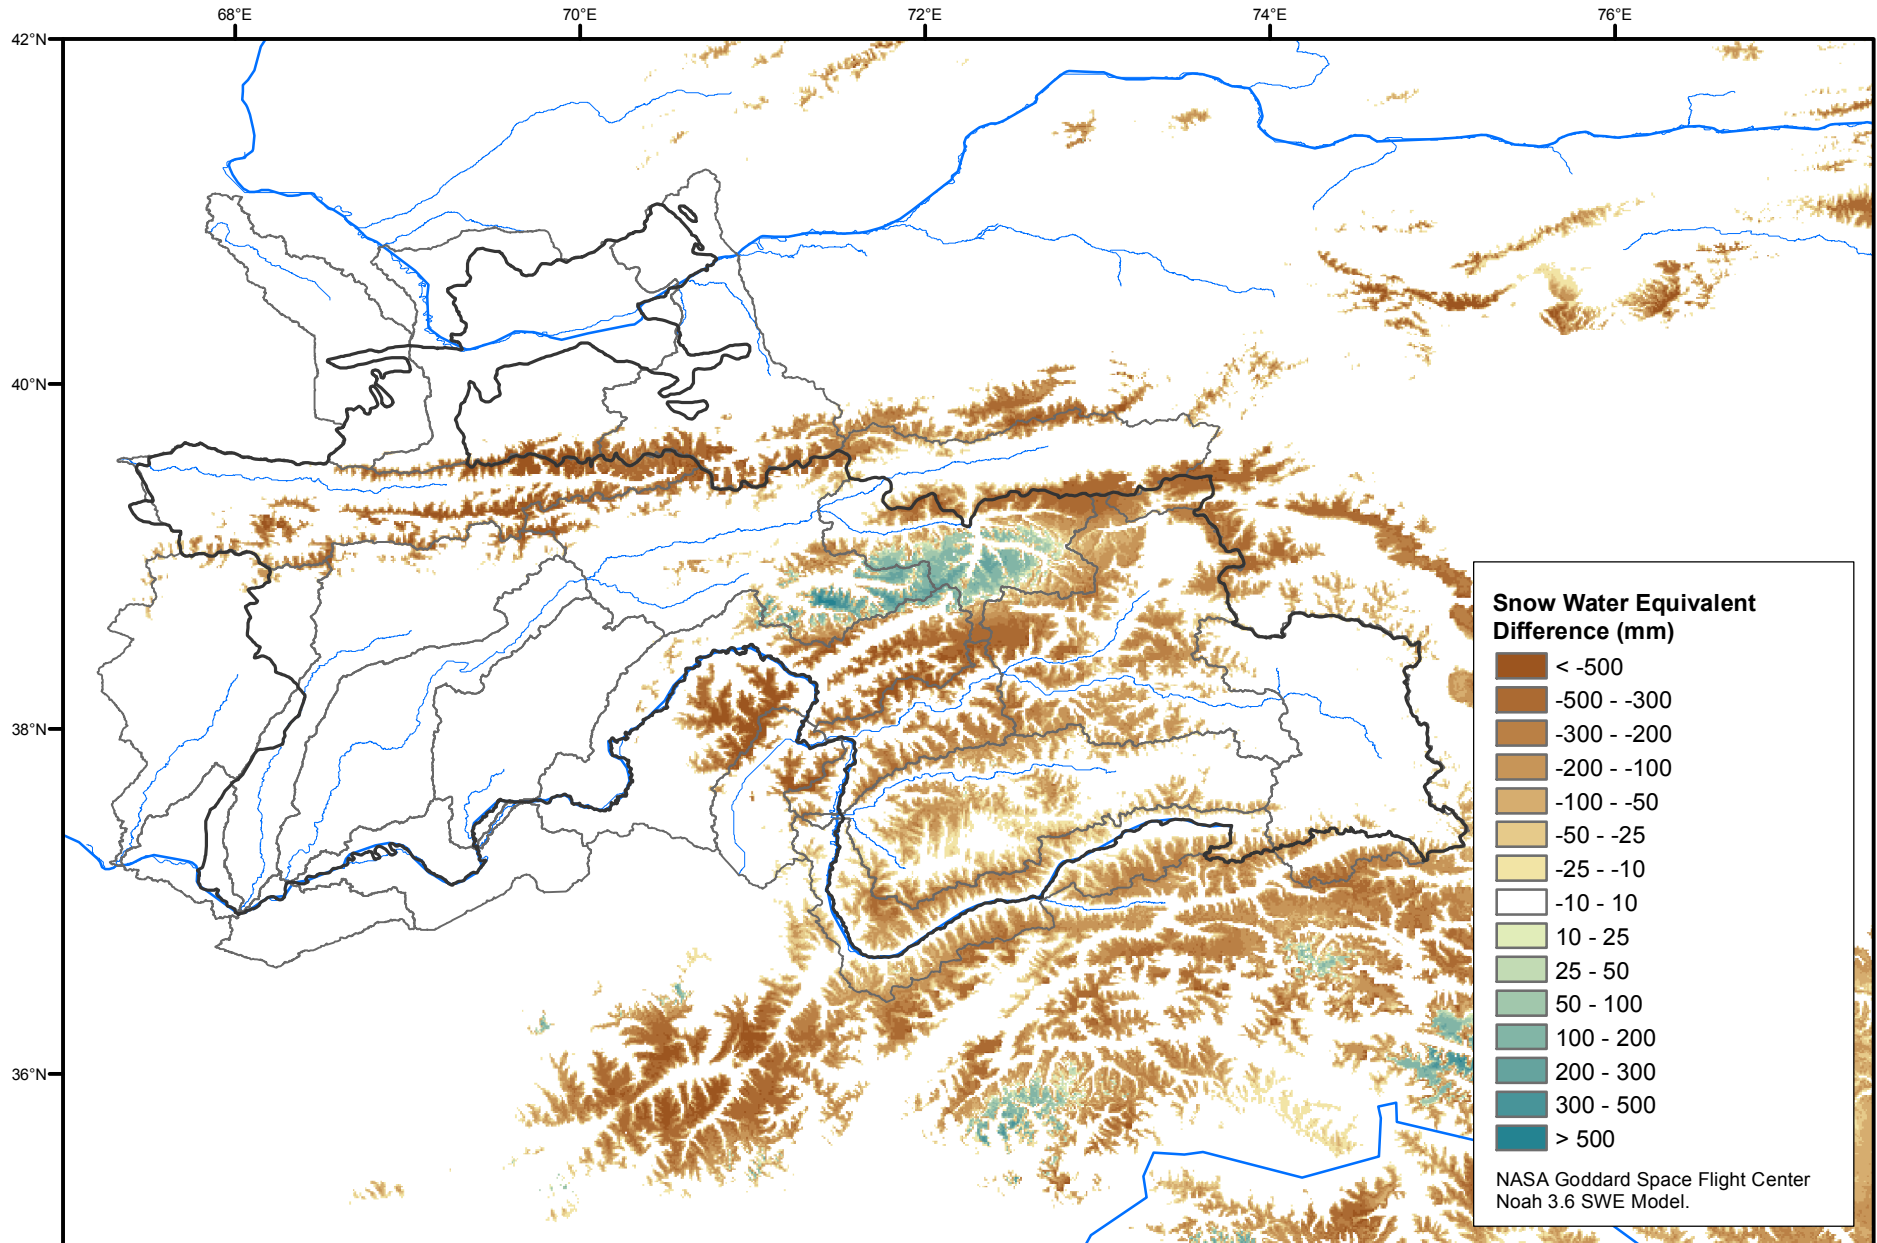 68°E
70°E
72°E
74°E
76°E
42°N
40°N
38°N
36°N
Snow Water Equivalent
Difference (mm)
< -500
-500 - -300
-300 - -200
-200 - -100
-100 - -50
-50 - -25
-25 - -10
-10 - 10
10 - 25
25 - 50
50 - 100
100 - 200
200 - 300
300 - 500
> 500
NASA Goddard Space Flight Center
Noah 3.6 SWE Model.